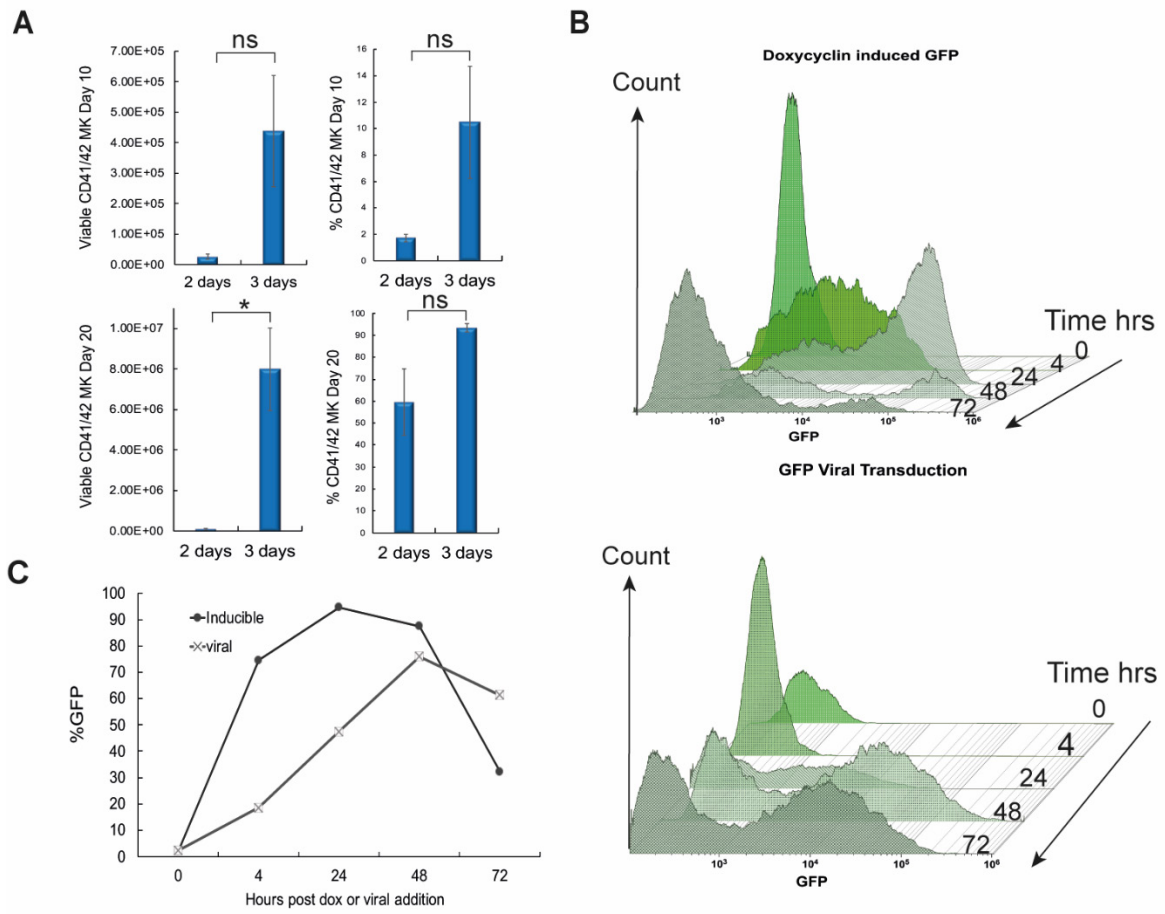 A
ns
Viable CD41/42 MK Day 10
7.00E+05
6.00E+05
5.00E+05
4.00E+05
3.00E+05
2.00E+05
1.00E+05
0.00E+00
2 days 3 days
ns
% CD41/42 MK Day 10
16
14
12
10
8
6
4
2
0
2 days 3 days
*
Viable CD41/42 MK Day 20
1.00E+07
8.00E+06
6.00E+06
4.00E+06
2.00E+06
0.00E+00
2 days 3 days
ns
% CD41/42 MK Day 20
100
90
80
70
60
50
40
30
20
10
0
2 days 3 days
B
Doxycyclin induced GFP
Count
Time hrs
0
4
24
48
72
10³ 10⁴ 10⁵ 10⁶
GFP
GFP Viral Transduction
Count
Time hrs
0
4
24
48
72
10³ 10⁴ 10⁵ 10⁶
GFP
C
%GFP
100
90
80
70
60
50
40
30
20
10
0
Inducible
viral
0 4 24 48 72
Hours post dox or viral addition